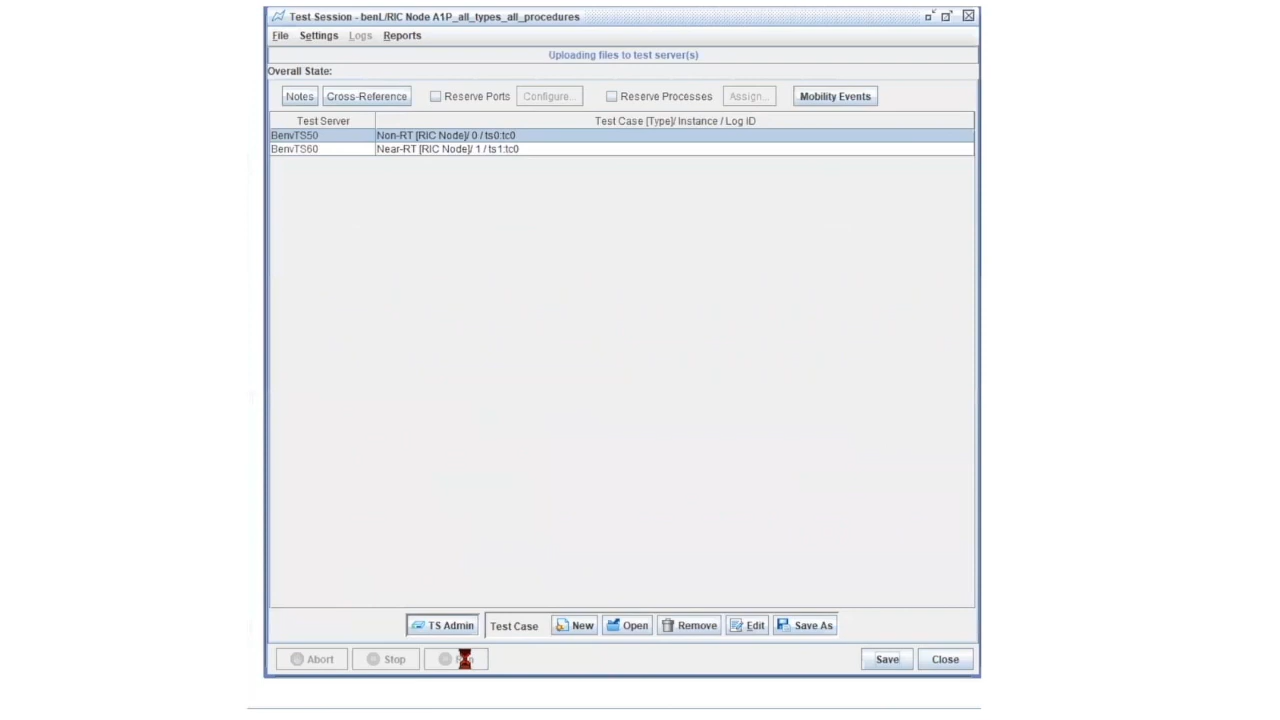 Test Session - benL/RIC Node A1P_all_types_all_procedures
File Settings Logs Reports
Uploading files to test server(s)
Overall State:
Notes Cross-Reference Reserve Ports Configure... Reserve Processes Assign... Mobility Events
Test Server Test Case [Type]/ Instance / Log ID
BenvTS50 Non-RT [RIC Node]/ 0 / ts0:tc0
BenvTS60 Near-RT [RIC Node]/ 1 / ts1:tc0
TS Admin Test Case New Open Remove Edit Save As
Abort Stop Save Close